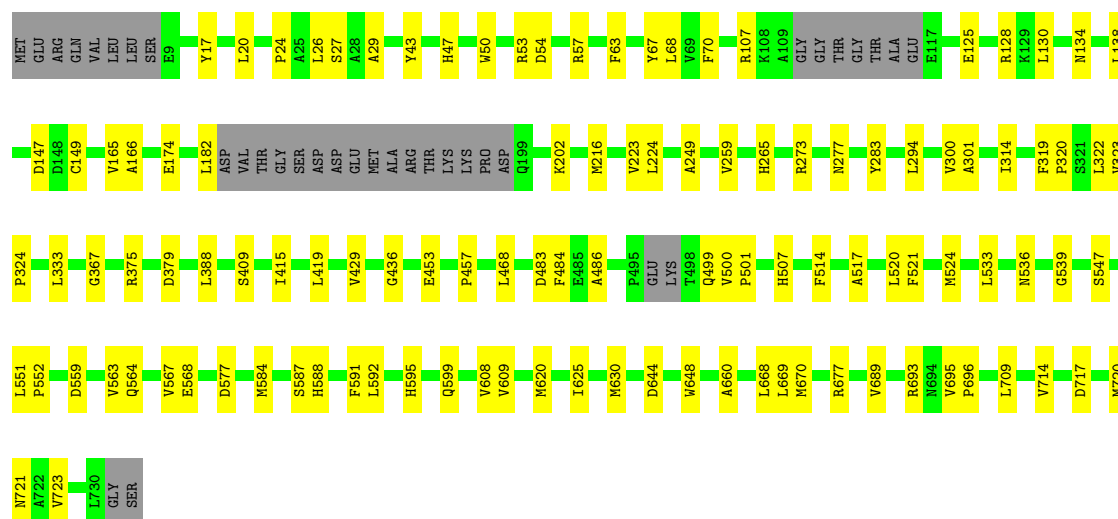 MET GLU ARG GLN VAL LEU LEU SER E9 Y17 L20 P24 A25 L26 S27 A28 A29 Y43 H47 W50 R53 D54 R57 F63 Y67 L68 V69 F70 R107 K108 A109 GLY GLY THR GLY THR ALA GLU E117 E125 R128 K129 L130 N134 L138
D147 D148 C149 V165 A166 E174 L182 ASP VAL THR GLY SER ASP ASP GLU MET ALA ARG THR LYS LYS PRO ASP Q199 K202 M216 V223 L224 A249 V259 H265 R273 N277 Y283 L294 V300 A301 I314 F319 P320 S321 L322 V323
P324 L333 G367 R375 D379 L388 S409 I415 L419 V429 G436 E453 P457 L468 D483 F484 E485 A486 P495 GLU LYS T498 Q499 V500 P501 H507 F514 A517 L520 F521 M524 L533 N536 G539 S547
L551 P552 D559 V563 Q564 V567 E568 D577 M584 S587 H588 F591 L592 H595 Q599 V608 V609 M620 I625 M630 D644 W648 A660 L668 L669 M670 R677 V689 R693 N694 V695 P696 L709 V714 D717 M720
N721 A722 V723 L730 GLY SER